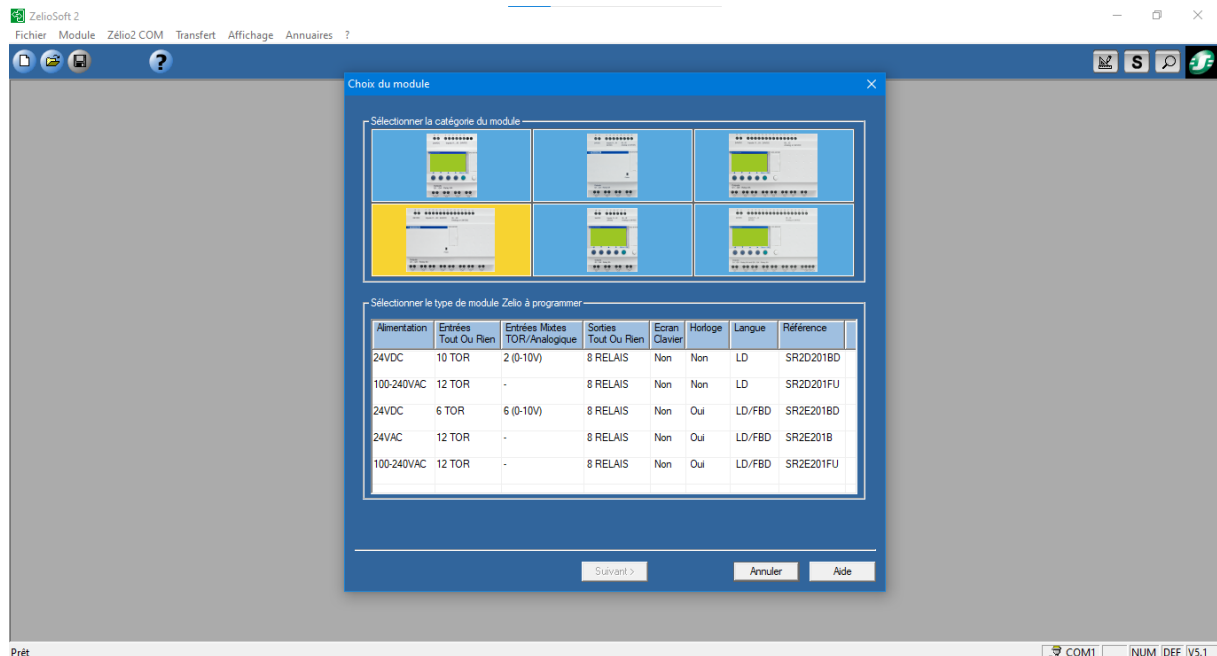 ZelioSoft 2
Fichier Module Zélio2 COM Transfert Affichage Annuaires ?
?
S
Choix du module
Sélectionner la catégorie du module
Sélectionner le type de module Zelio à programmer
Alimentation Entrées Tout Ou Rien Entrées Mixtes TOR/Analogique Sorties Tout Ou Rien Ecran Clavier Horloge Langue Référence
24VDC 10 TOR 2 (0-10V) 8 RELAIS Non Non LD SR2D201BD
100-240VAC 12 TOR - 8 RELAIS Non Non LD SR2D201FU
24VDC 6 TOR 6 (0-10V) 8 RELAIS Non Oui LD/FBD SR2E201BD
24VAC 12 TOR - 8 RELAIS Non Oui LD/FBD SR2E201B
100-240VAC 12 TOR - 8 RELAIS Non Oui LD/FBD SR2E201FU
Suivant > Annuler Aide
Prêt COM1 NUM DEF V5.1